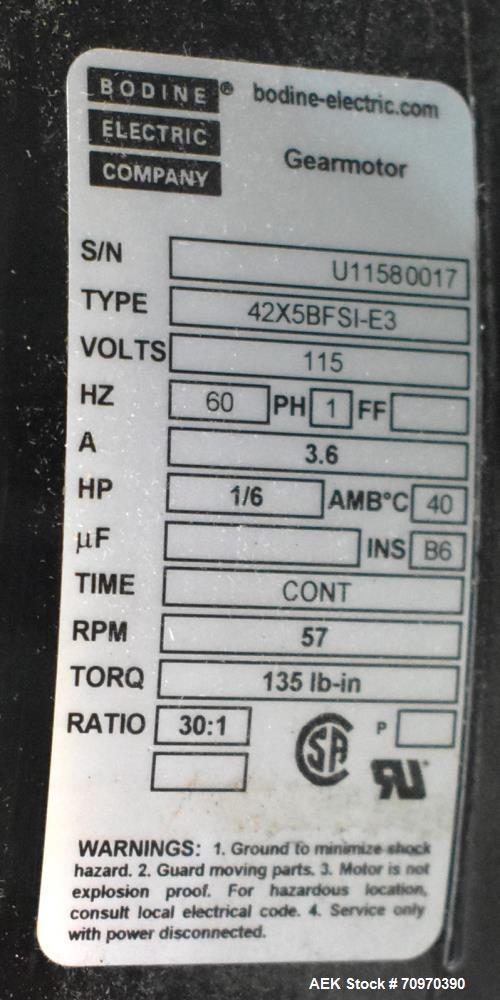 BODINE ® bodine-electric.com
ELECTRIC
COMPANY
Gearmotor
S/N U11580017
TYPE 42X5BFSI-E3
VOLTS 115
HZ 60 PH 1 FF
A 3.6
HP 1/6 AMB°C 40
µF INS B6
TIME CONT
RPM 57
TORQ 135 lb-in
RATIO 30:1 SA P
RU
WARNINGS: 1. Ground to minimize shock
hazard. 2. Guard moving parts. 3. Motor is not
explosion proof. For hazardous location,
consult local electrical code. 4. Service only
with power disconnected.
AEK Stock # 70970390